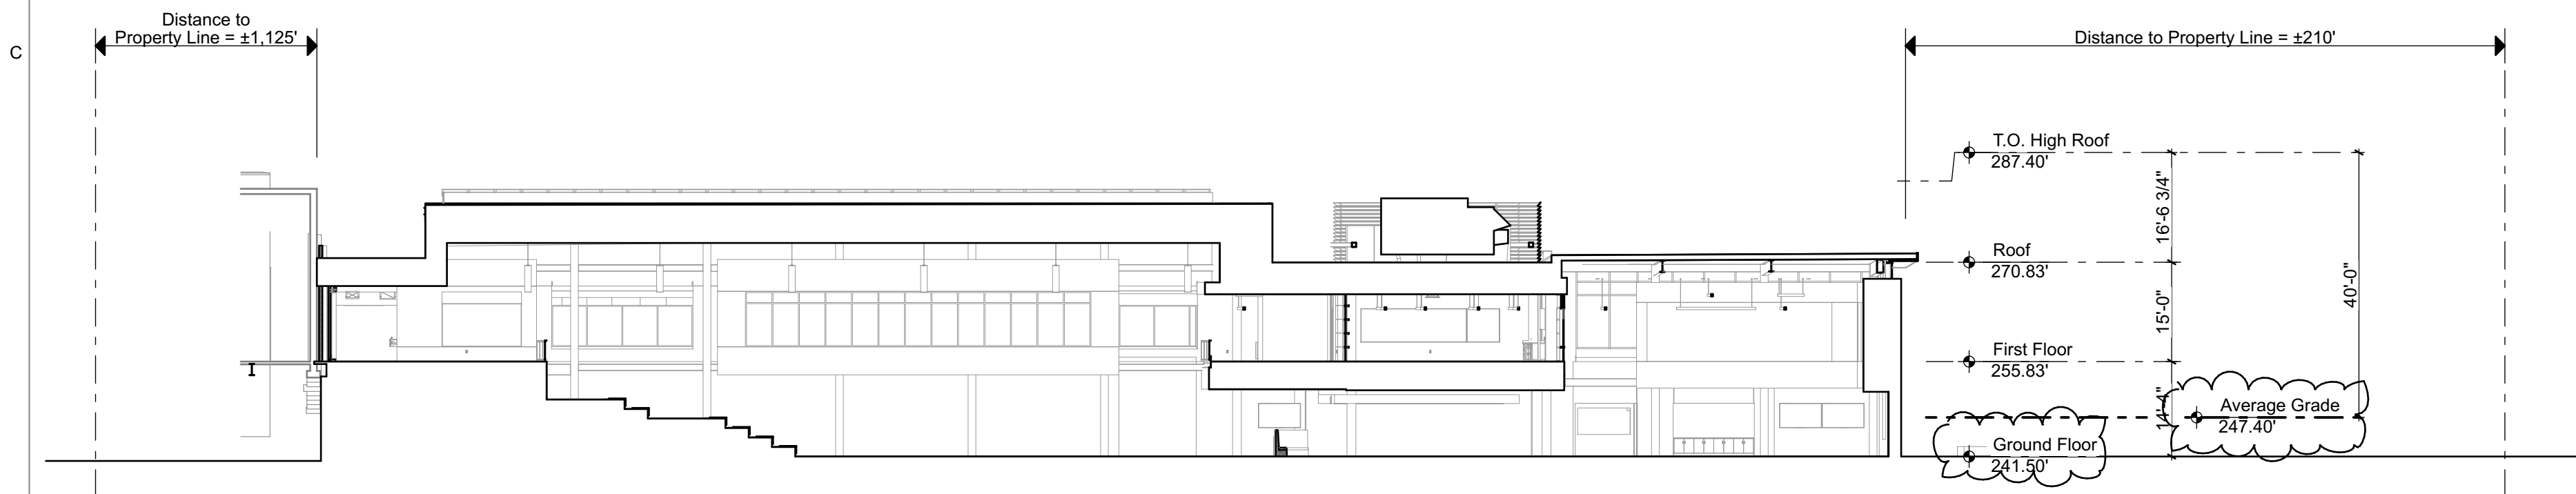 Distance to
Property Line = ±1,125'
Distance to Property Line = ±210'
C
T.O. High Roof
287.40'
16'-6 3/4"
Roof
270.83'
15'-0"
40'-0"
First Floor
255.83'
14'-4"
Average Grade
247.40'
Ground Floor
241.50'